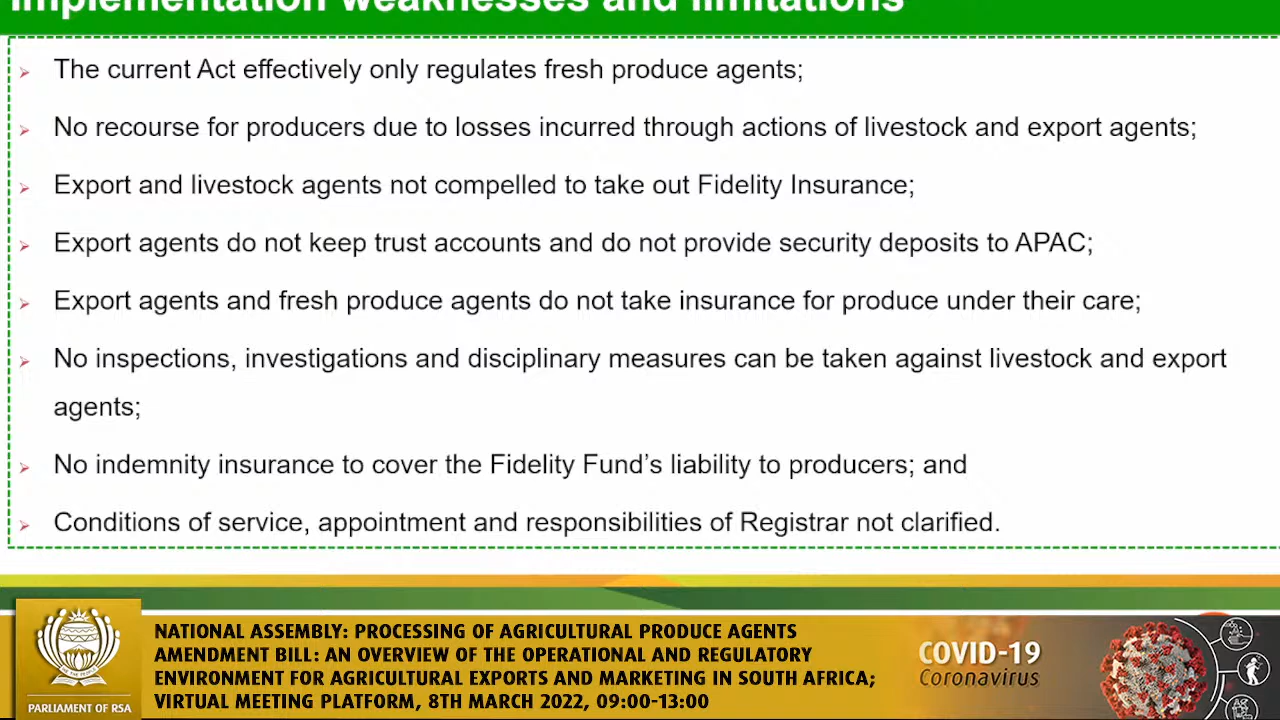 Implementation weaknesses and limitations
The current Act effectively only regulates fresh produce agents;
No recourse for producers due to losses incurred through actions of livestock and export agents;
Export and livestock agents not compelled to take out Fidelity Insurance;
Export agents do not keep trust accounts and do not provide security deposits to APAC;
Export agents and fresh produce agents do not take insurance for produce under their care;
No inspections, investigations and disciplinary measures can be taken against livestock and export
agents;
No indemnity insurance to cover the Fidelity Fund's liability to producers; and
Conditions of service, appointment and responsibilities of Registrar not clarified.
NATIONAL ASSEMBLY: PROCESSING OF AGRICULTURAL PRODUCE AGENTS
AMENDMENT BILL: AN OVERVIEW OF THE OPERATIONAL AND REGULATORY
ENVIRONMENT FOR AGRICULTURAL EXPORTS AND MARKETING IN SOUTH AFRICA;
VIRTUAL MEETING PLATFORM, 8TH MARCH 2022, 09:00-13:00
PARLIAMENT OF RSA
COVID-19
Coronavirus